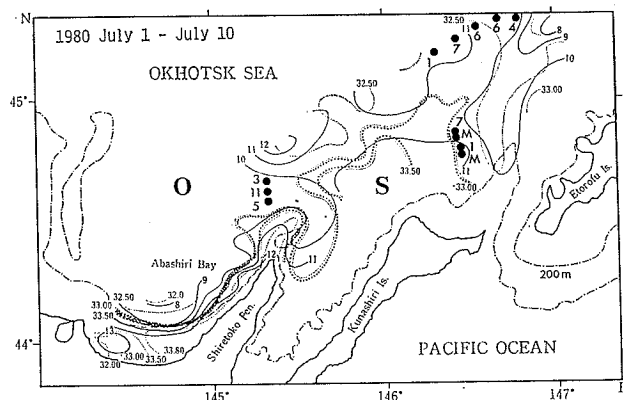 N
1980 July 1 - July 10
OKHOTSK SEA
45°
44°
O
S
Abashiri Bay
Shiretoko Pen.
Kunashiri Is.
Etorofu Is.
200m
PACIFIC OCEAN
32.50
11
6
6
4
7
1
8
9
10
33.00
32.50
12
11
10
7
M
1
M
11
33.00
33.50
3
11
5
12
11
9
32.50
32.0
8
33.00
33.50
13
32.00
33.00
33.50
33.80
145°
146°
147°
E